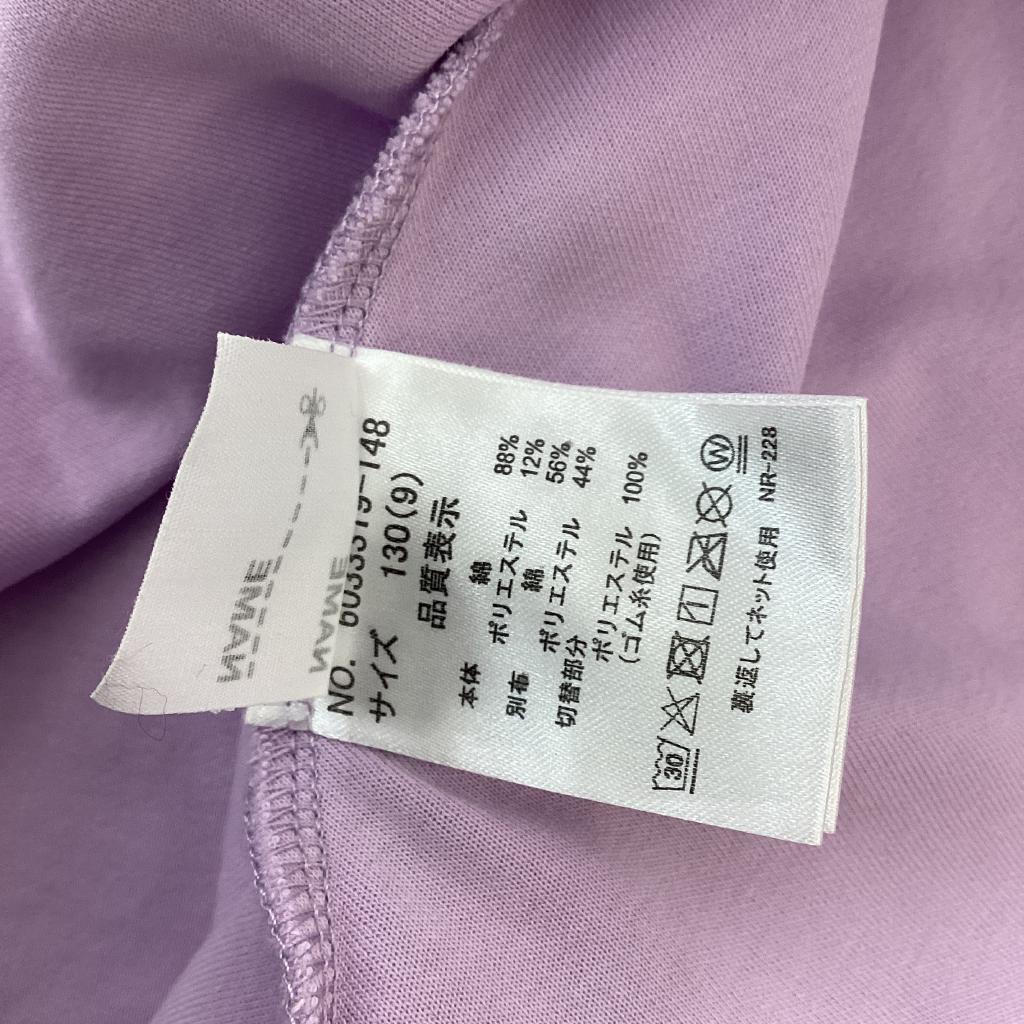 NAME
NAME
NO. 6033319-148
サイズ 130(9)
品質表示
本体 綿 88%
ポリエステル 12%
別布 綿 56%
ポリエステル 44%
切替部分
ポリエステル 100%
(ゴム糸使用)
30
W
裏返してネット使用 NR-228